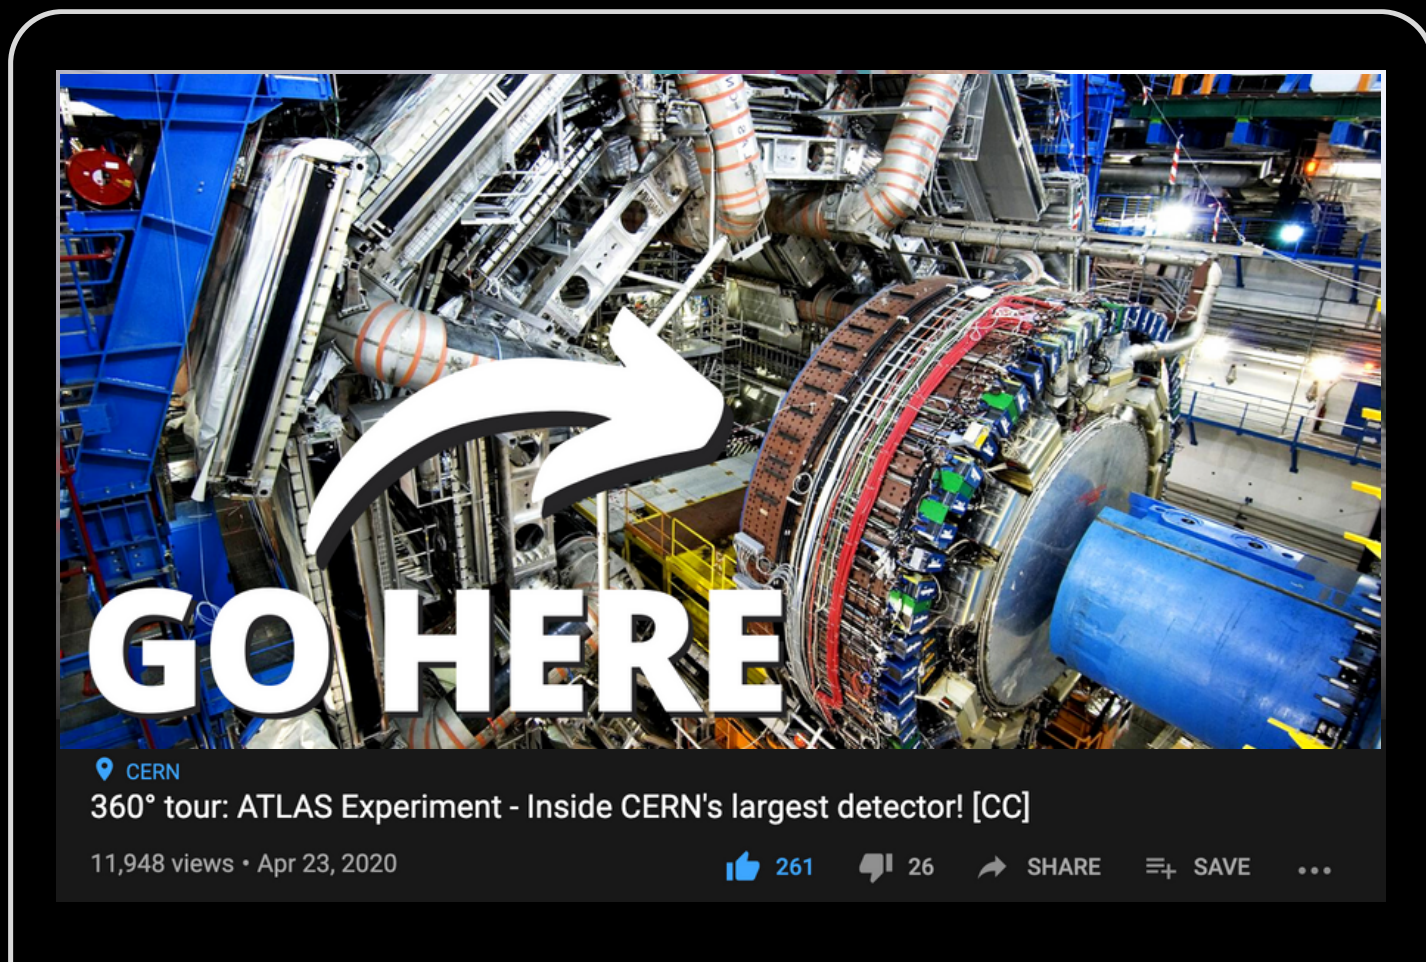 GO HERE
CERN
360° tour: ATLAS Experiment - Inside CERN's largest detector! [CC]
11,948 views • Apr 23, 2020
261 26 SHARE SAVE